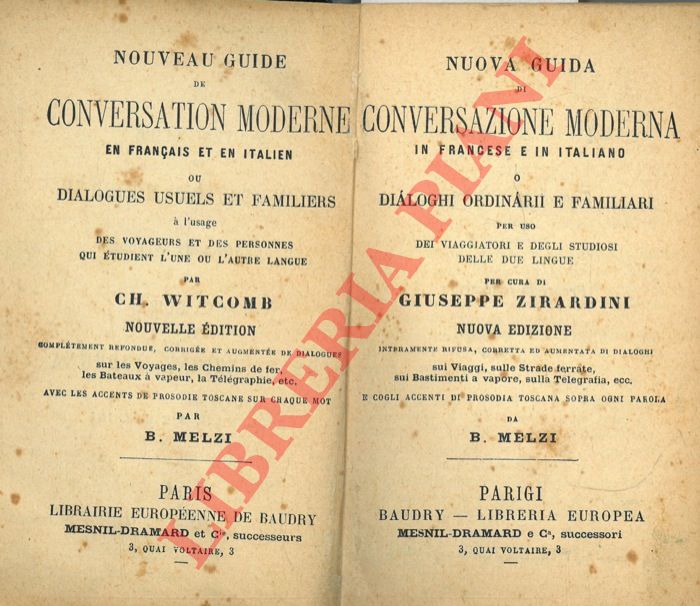 NOUVEAU GUIDE
DE
CONVERSATION MODERNE
EN FRANÇAIS ET EN ITALIEN
OU
DIALOGUES USUELS ET FAMILIERS
à l'usage
DES VOYAGEURS ET DES PERSONNES
QUI ÉTUDIENT L'UNE OU L'AUTRE LANGUE
PAR
CH. WITCOMB
NOUVELLE ÉDITION
COMPLÉTEMENT REFONDUE, CORRIGÉE ET AUGMENTÉE DE DIALOGUES
sur les Voyages, les Chemins de fer,
les Bateaux à vapeur, la Télégraphie, etc.
AVEC LES ACCENTS DE PROSODIE TOSCANE SUR CHAQUE MOT
PAR
B. MELZI
PARIS
LIBRAIRIE EUROPÉENNE DE BAUDRY
MESNIL-DRAMARD et Cie, successeurs
3, QUAI VOLTAIRE, 3
NUOVA GUIDA
DI
CONVERSAZIONE MODERNA
IN FRANCESE E IN ITALIANO
O
DIÁLOGHI ORDINÁRII E FAMILIARI
PER USO
DEI VIAGGIATORI E DEGLI STUDIOSI
DELLE DUE LINGUE
PER CURA DI
GIUSEPPE ZIRARDINI
NUOVA EDIZIONE
INTERAMENTE RIFUSA, CORRETTA ED AUMENTATA DI DIALOGHI
sui Viaggi, sulle Strade ferrate,
sui Bastimenti a vapore, sulla Telegrafia, ecc.
E COGLI ACCENTI DI PROSODIA TOSCANA SOPRA OGNI PAROLA
DA
B. MELZI
PARIGI
BAUDRY — LIBRERIA EUROPEA
MESNIL-DRAMARD e Ca, successori
3, QUAI VOLTAIRE, 3
LIBRERIA PIANI